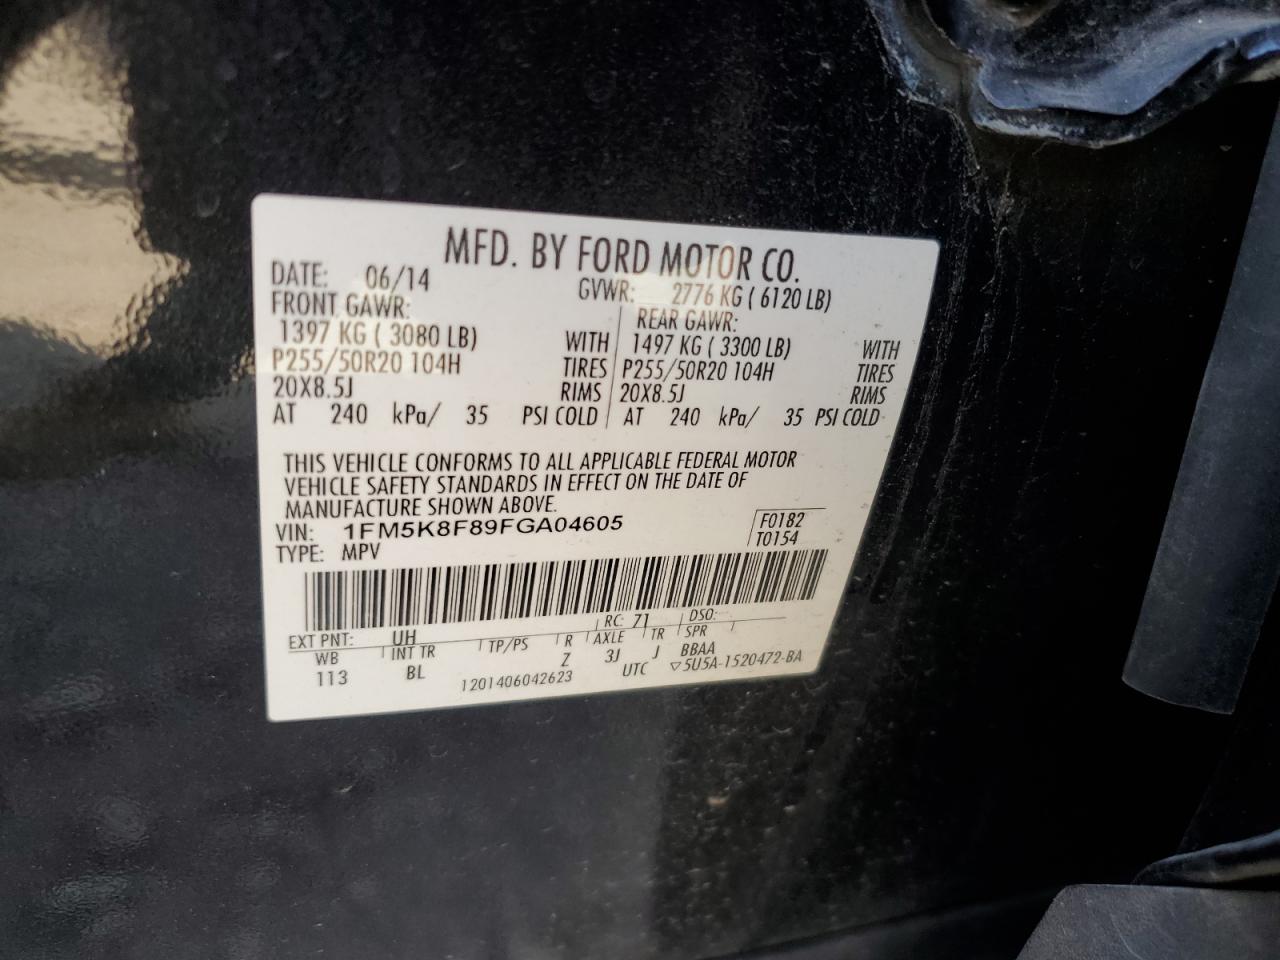 MFD. BY FORD MOTOR CO.
DATE: 06/14 GVWR: 2776 KG ( 6120 LB)
FRONT GAWR: REAR GAWR:
1397 KG ( 3080 LB) WITH 1497 KG ( 3300 LB) WITH
P255/50R20 104H TIRES P255/50R20 104H TIRES
20X8.5J RIMS 20X8.5J RIMS
AT 240 kPa/ 35 PSI COLD AT 240 kPa/ 35 PSI COLD
THIS VEHICLE CONFORMS TO ALL APPLICABLE FEDERAL MOTOR
VEHICLE SAFETY STANDARDS IN EFFECT ON THE DATE OF
MANUFACTURE SHOWN ABOVE.
VIN: 1FM5K8F89FGA04605 F0182
TYPE: MPV T0154
EXT PNT: UH RC: 71 DSO:
WB INT TR TP/PS R AXLE TR SPR
113 BL Z 3J J BBAA
1201406042623 UTC ▽5U5A-1520472-BA